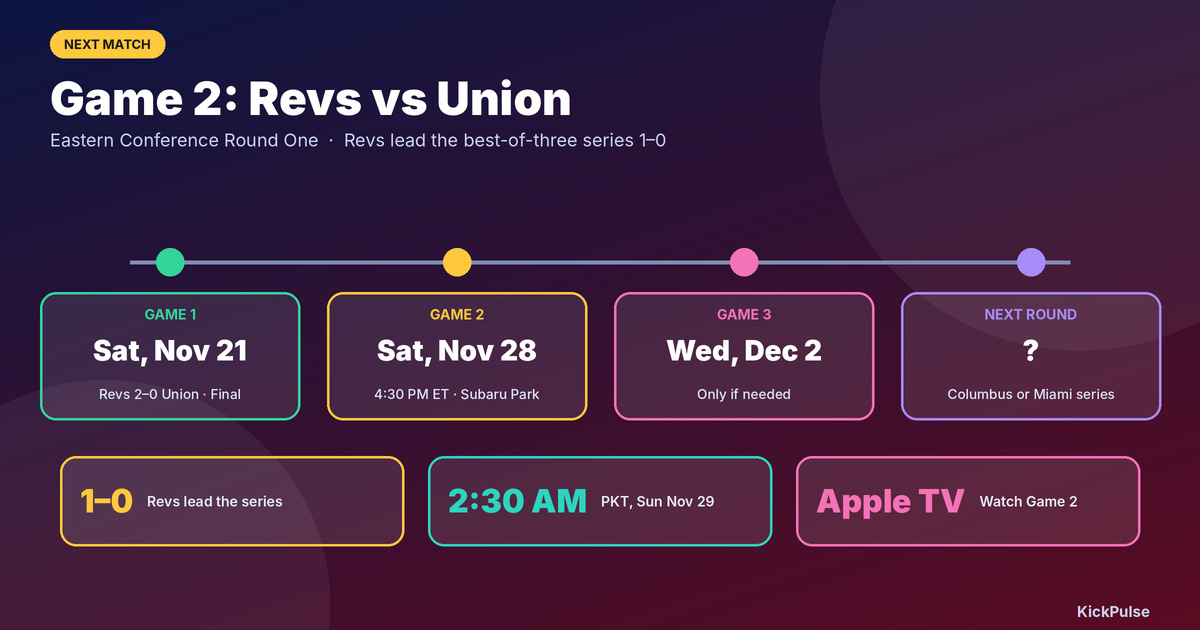 NEXT MATCH
Game 2: Revs vs Union
Eastern Conference Round One · Revs lead the best-of-three series 1–0
GAME 1
Sat, Nov 21
Revs 2–0 Union · Final
GAME 2
Sat, Nov 28
4:30 PM ET · Subaru Park
GAME 3
Wed, Dec 2
Only if needed
NEXT ROUND
?
Columbus or Miami series
1–0 Revs lead the series
2:30 AM PKT, Sun Nov 29
Apple TV Watch Game 2
KickPulse